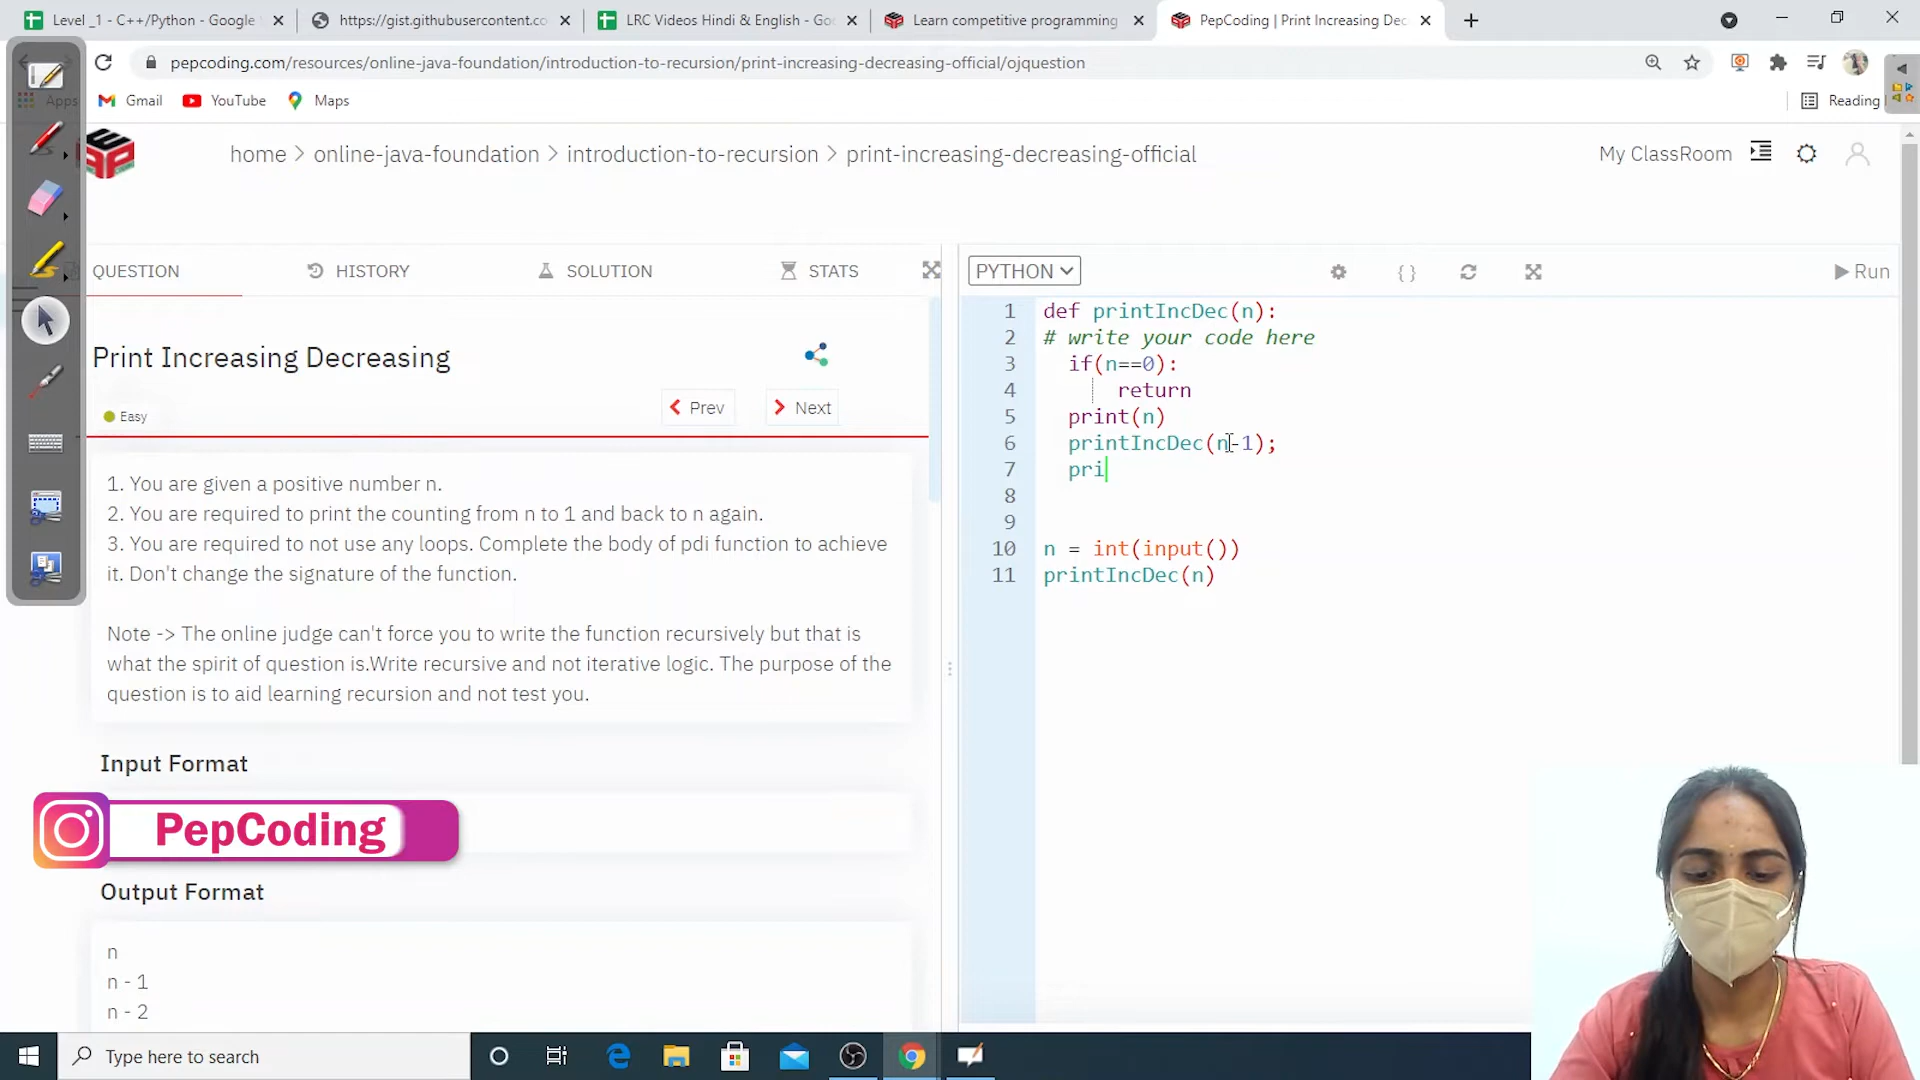 Level _1 - C++/Python - Google
https://gist.githubusercontent.co
LRC Videos Hindi & English - Goo
Learn competitive programming
PepCoding | Print Increasing Dec
pepcoding.com/resources/online-java-foundation/introduction-to-recursion/print-increasing-decreasing-official/ojquestion
Apps
Gmail
YouTube
Maps
Reading
home > online-java-foundation > introduction-to-recursion > print-increasing-decreasing-official
My ClassRoom
QUESTION
HISTORY
SOLUTION
STATS
Print Increasing Decreasing
Prev
Next
Easy
1. You are given a positive number n.
2. You are required to print the counting from n to 1 and back to n again.
3. You are required to not use any loops. Complete the body of pdi function to achieve
it. Don't change the signature of the function.
Note -> The online judge can't force you to write the function recursively but that is
what the spirit of question is.Write recursive and not iterative logic. The purpose of the
question is to aid learning recursion and not test you.
Input Format
PepCoding
Output Format
n
n - 1
n - 2
PYTHON
{ }
Run
1 def printIncDec(n):
2 # write your code here
3 if(n==0):
4 return
5 print(n)
6 printIncDec(n-1);
7 pri
8
9
10 n = int(input())
11 printIncDec(n)
Type here to search